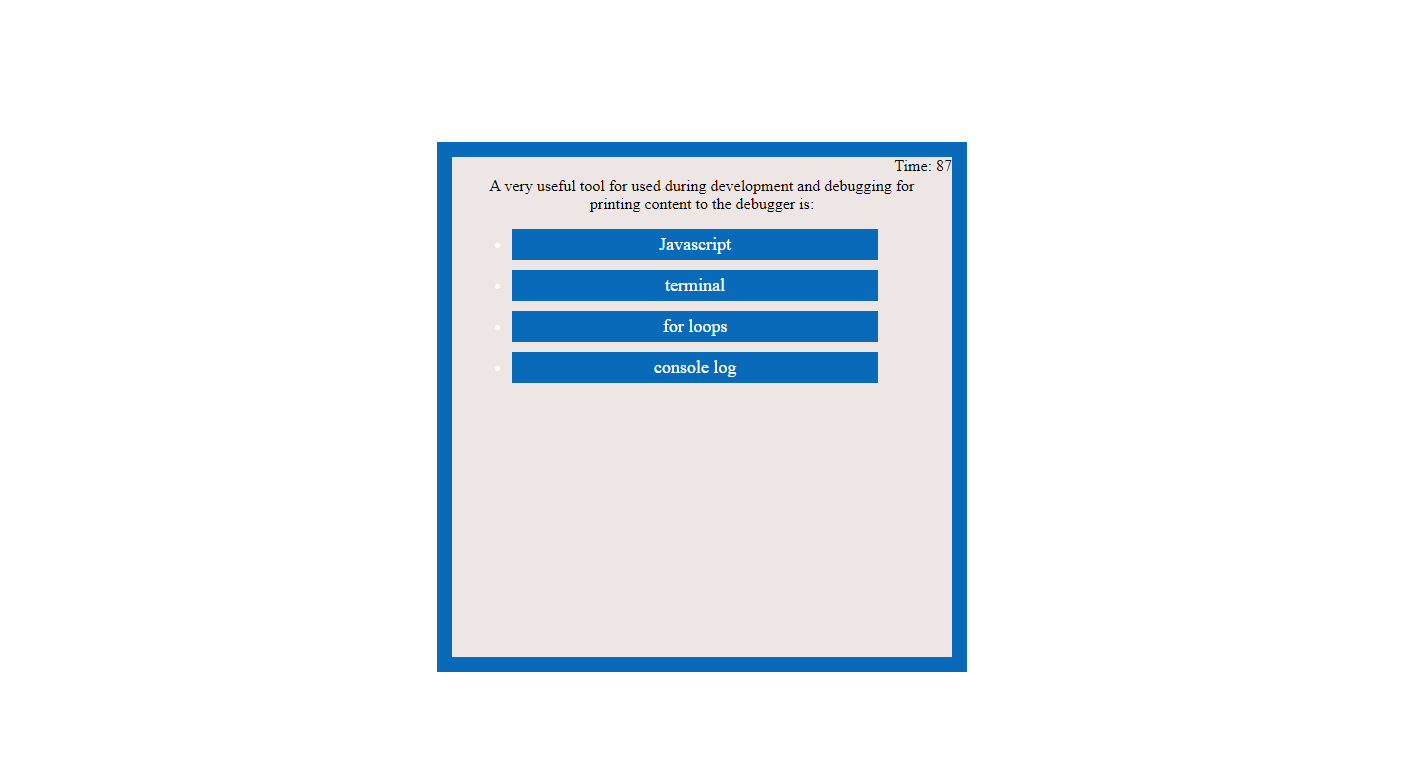 Time: 87
A very useful tool for used during development and debugging for
printing content to the debugger is:
Javascript
terminal
for loops
console log